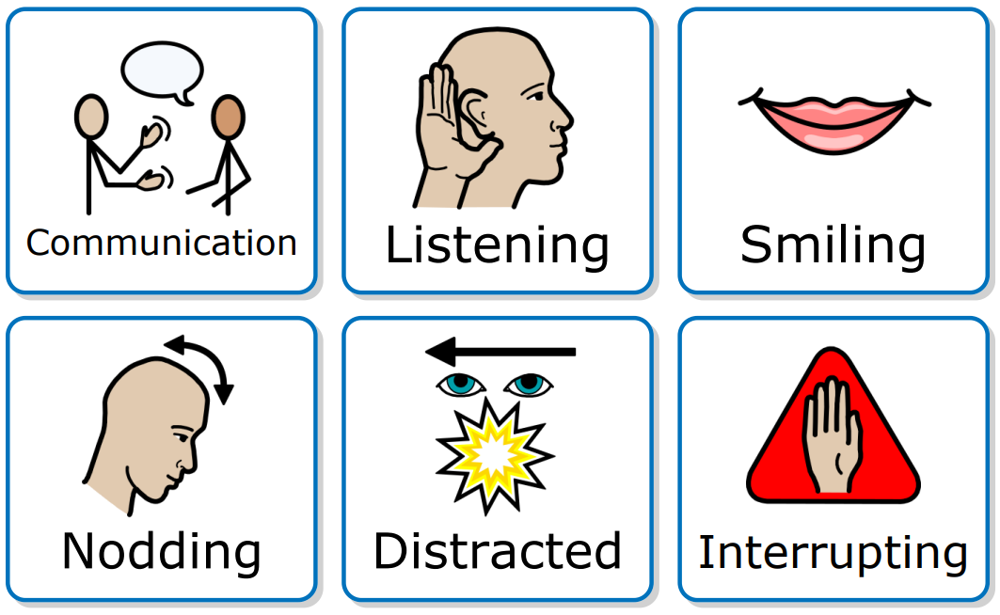 Communication
Listening
Smiling
Nodding
Distracted
Interrupting